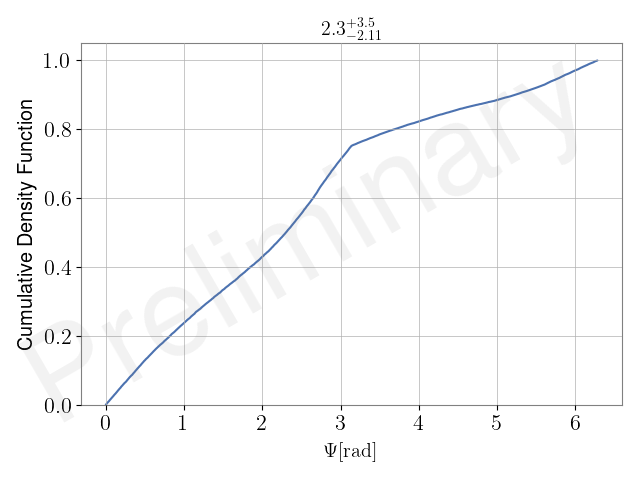 2.3^{+3.5}_{-2.11}
Cumulative Density Function
1.0
0.8
0.6
0.4
0.2
0.0
Preliminary
0 1 2 3 4 5 6
Ψ[rad]